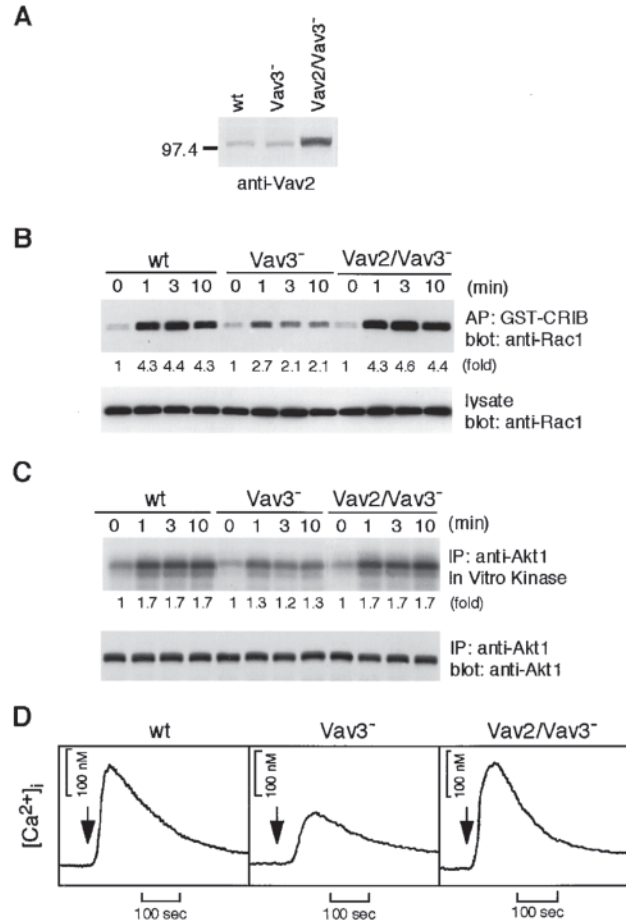 A
wt
Vav3⁻
Vav2/Vav3⁻
97.4
anti-Vav2
B
wt Vav3⁻ Vav2/Vav3⁻
0 1 3 10 0 1 3 10 0 1 3 10 (min)
AP: GST-CRIB
blot: anti-Rac1
1 4.3 4.4 4.3 1 2.7 2.1 2.1 1 4.3 4.6 4.4 (fold)
lysate
blot: anti-Rac1
C
wt Vav3⁻ Vav2/Vav3⁻
0 1 3 10 0 1 3 10 0 1 3 10 (min)
IP: anti-Akt1
In Vitro Kinase
1 1.7 1.7 1.7 1 1.3 1.2 1.3 1 1.7 1.7 1.7 (fold)
IP: anti-Akt1
blot: anti-Akt1
D
wt Vav3⁻ Vav2/Vav3⁻
[Ca²⁺]i
100 nM 100 nM 100 nM
100 sec 100 sec 100 sec